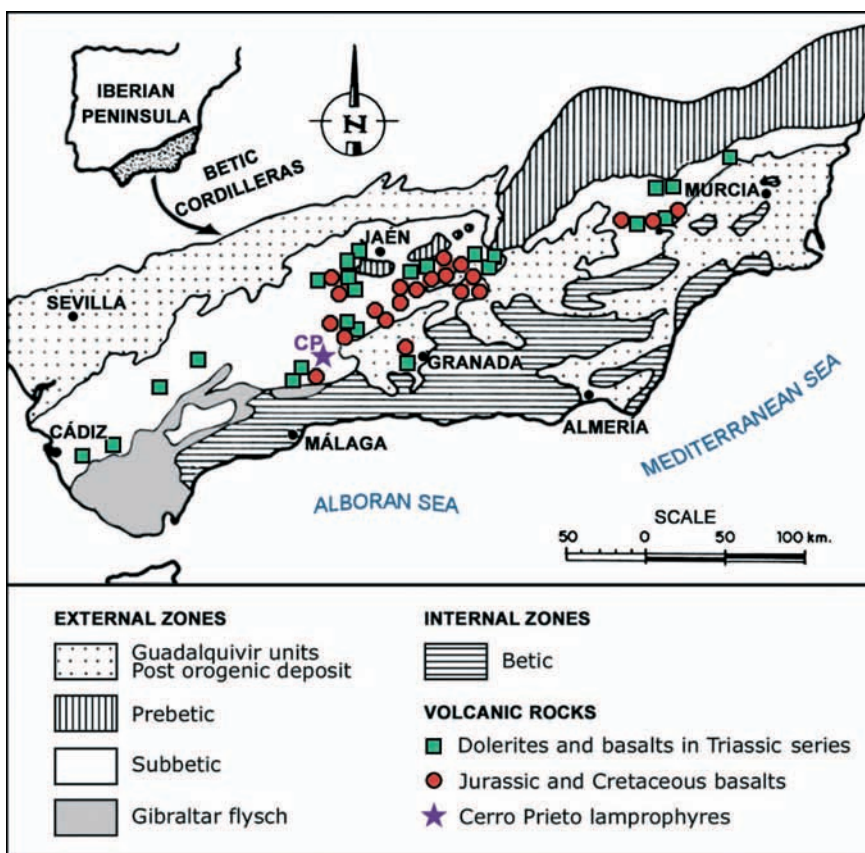 IBERIAN
PENINSULA
BETIC
CORDILLERAS
N
MURCIA
JAÉN
SEVILLA
CP
GRANADA
CÁDIZ
MÁLAGA
ALMERÍA
MEDITERRANEAN SEA
ALBORAN SEA
SCALE
50 0 50 100 km.
EXTERNAL ZONES
Guadalquivir units
Post orogenic deposit
Prebetic
Subbetic
Gibraltar flysch
INTERNAL ZONES
Betic
VOLCANIC ROCKS
Dolerites and basalts in Triassic series
Jurassic and Cretaceous basalts
Cerro Prieto lamprophyres